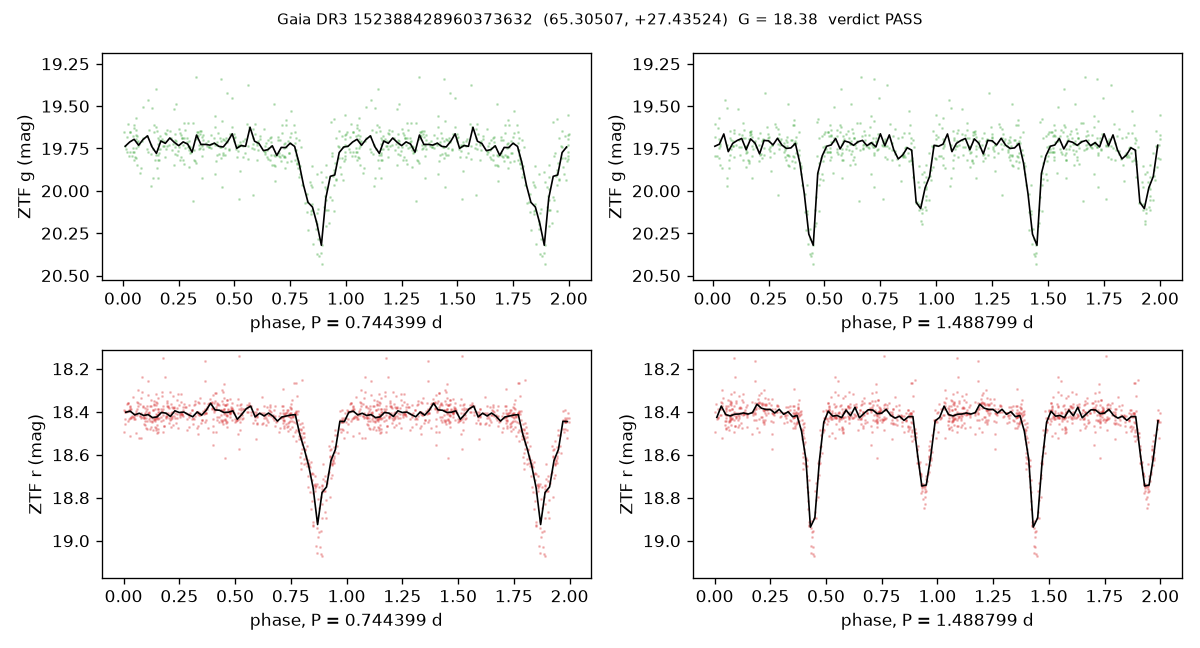 Gaia DR3 152388428960373632  (65.30507, +27.43524)  G = 18.38  verdict PASS
ZTF g (mag)
19.25
19.50
19.75
20.00
20.25
20.50
0.00 0.25 0.50 0.75 1.00 1.25 1.50 1.75 2.00
phase, P = 0.744399 d
ZTF g (mag)
19.25
19.50
19.75
20.00
20.25
20.50
0.00 0.25 0.50 0.75 1.00 1.25 1.50 1.75 2.00
phase, P = 1.488799 d
ZTF r (mag)
18.2
18.4
18.6
18.8
19.0
0.00 0.25 0.50 0.75 1.00 1.25 1.50 1.75 2.00
phase, P = 0.744399 d
ZTF r (mag)
18.2
18.4
18.6
18.8
19.0
0.00 0.25 0.50 0.75 1.00 1.25 1.50 1.75 2.00
phase, P = 1.488799 d